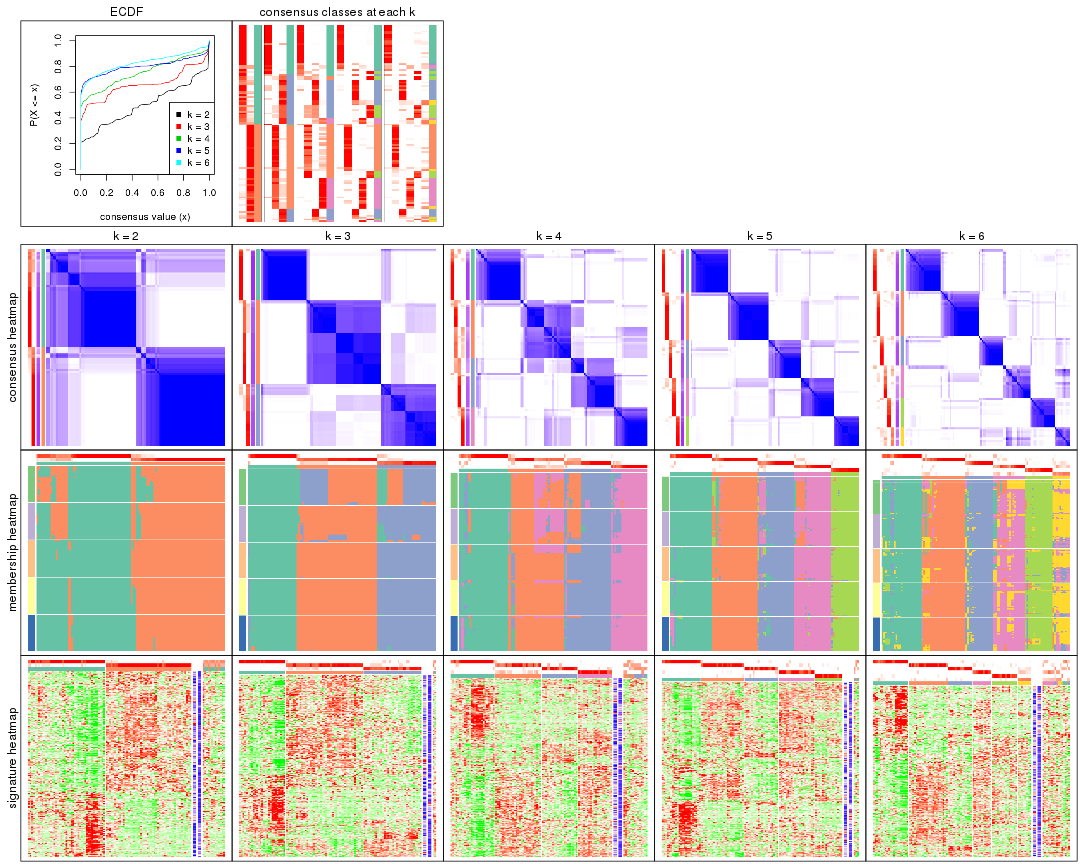 ECDF
consensus classes at each k
P(X <= x)
0.0 0.2 0.4 0.6 0.8 1.0
k = 2
k = 3
k = 4
k = 5
k = 6
0.0 0.2 0.4 0.6 0.8 1.0
consensus value (x)
k = 2
k = 3
k = 4
k = 5
k = 6
consensus heatmap
membership heatmap
signature heatmap